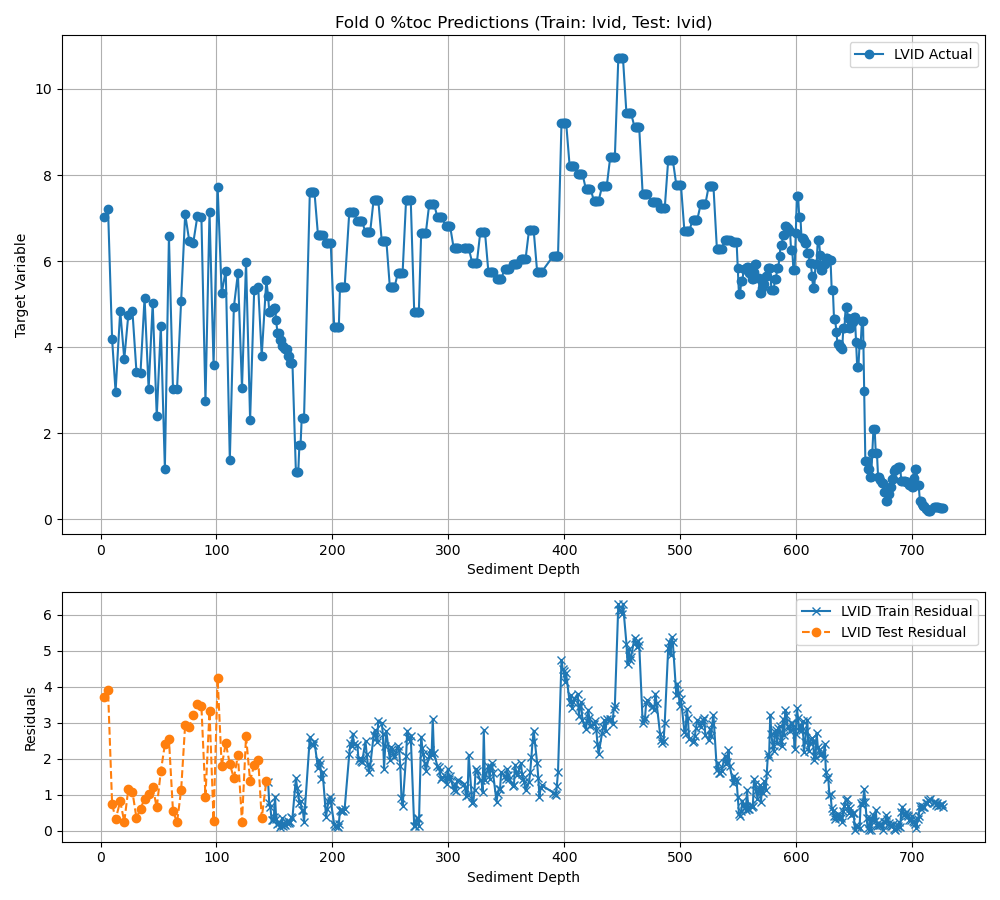 Fold 0 %toc Predictions (Train: lvid, Test: lvid)
LVID Actual
Target Variable
10
8
6
4
2
0
0 100 200 300 400 500 600 700
Sediment Depth
LVID Train Residual
LVID Test Residual
Residuals
6
5
4
3
2
1
0
0 100 200 300 400 500 600 700
Sediment Depth